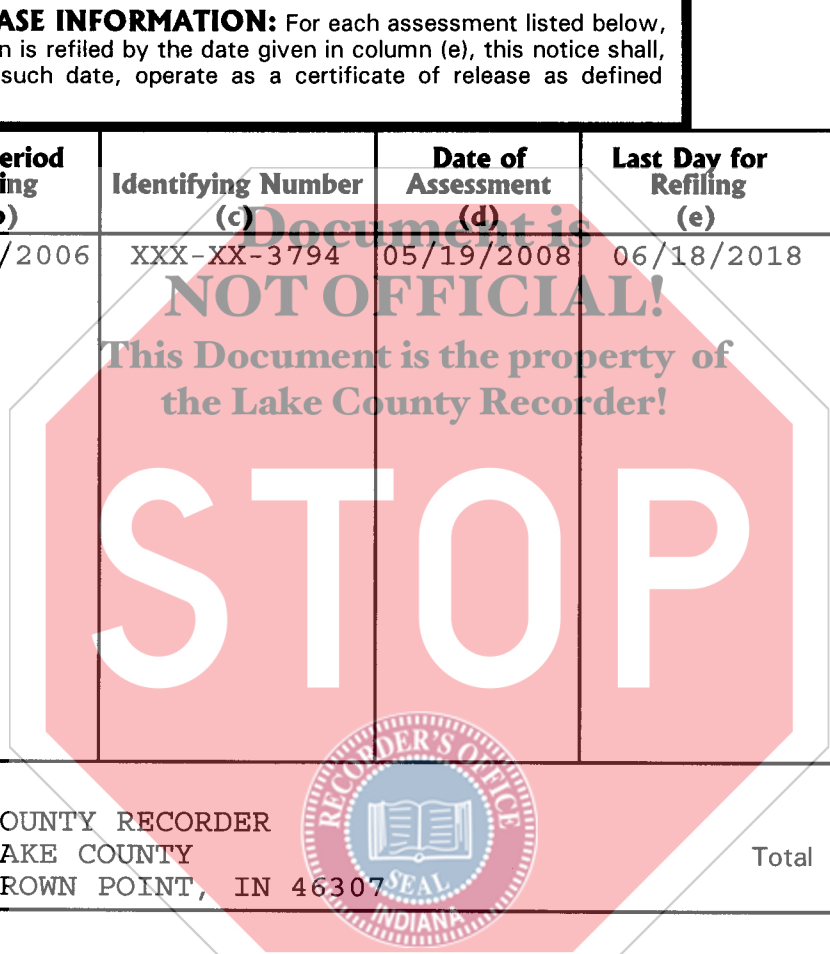 ASE INFORMATION: For each assessment listed below,
n is refiled by the date given in column (e), this notice shall,
such date, operate as a certificate of release as defined
eriod
ing
)
Identifying Number
(c)
Date of
Assessment
(d)
Last Day for
Refiling
(e)
/2006 XXX-XX-3794 05/19/2008 06/18/2018
Document is
NOT OFFICIAL!
This Document is the property of
the Lake County Recorder!
STOP
OUNTY RECORDER
AKE COUNTY
ROWN POINT, IN 46307
Total
RECORDER'S OFFICE
SEAL
INDIANA